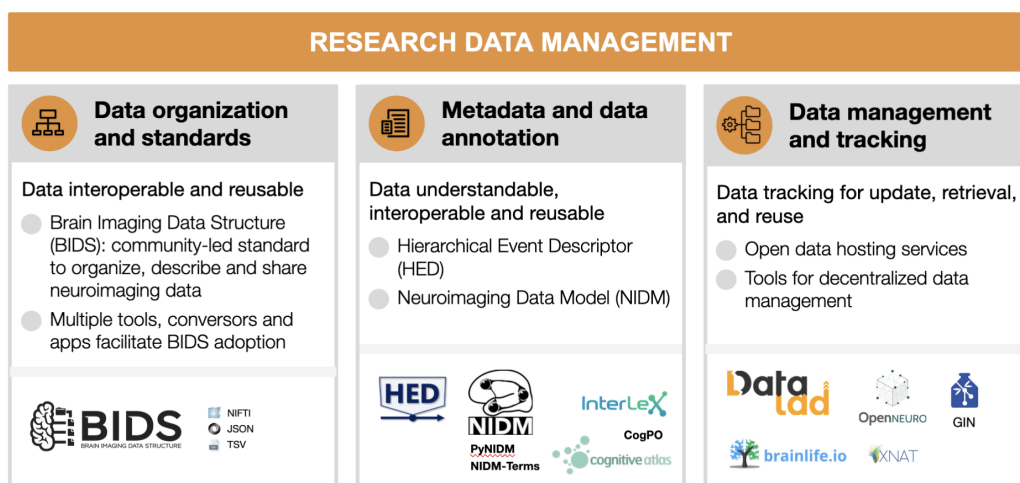 RESEARCH DATA MANAGEMENT
Data organization
and standards
Data interoperable and reusable
Brain Imaging Data Structure
(BIDS): community-led standard
to organize, describe and share
neuroimaging data
Multiple tools, conversors and
apps facilitate BIDS adoption
BIDS
BRAIN IMAGING DATA STRUCTURE
NIFTI
JSON
TSV
Metadata and data
annotation
Data understandable,
interoperable and reusable
Hierarchical Event Descriptor
(HED)
Neuroimaging Data Model (NIDM)
HED
NIDM
PyNIDM
NIDM-Terms
InterLeX
CogPO
cognitive atlas
Data management
and tracking
Data tracking for update, retrieval,
and reuse
Open data hosting services
Tools for decentralized data
management
Data
lad
OpenNEURO
GIN
brainlife.io
XNAT